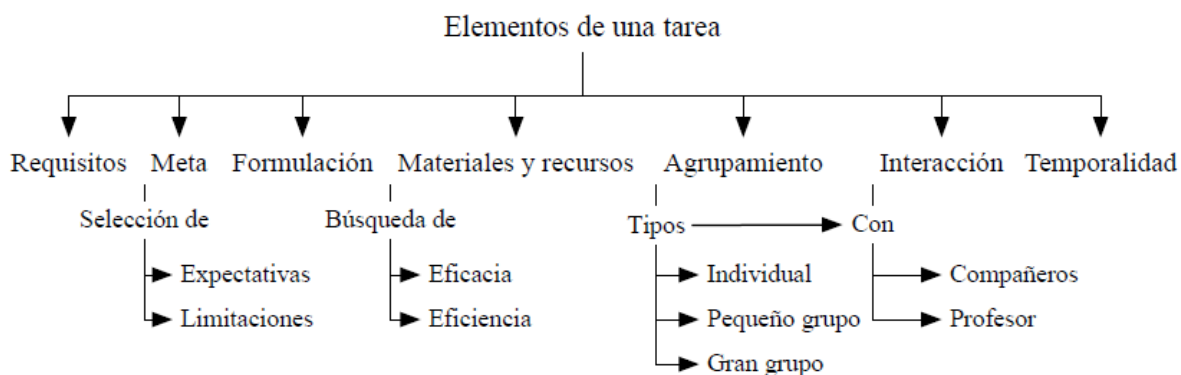 Elementos de una tarea
Requisitos Meta Formulación Materiales y recursos Agrupamiento Interacción Temporalidad
Selección de Búsqueda de Tipos Con
Expectativas Eficacia Individual Compañeros
Limitaciones Eficiencia Pequeño grupo Profesor
Gran grupo